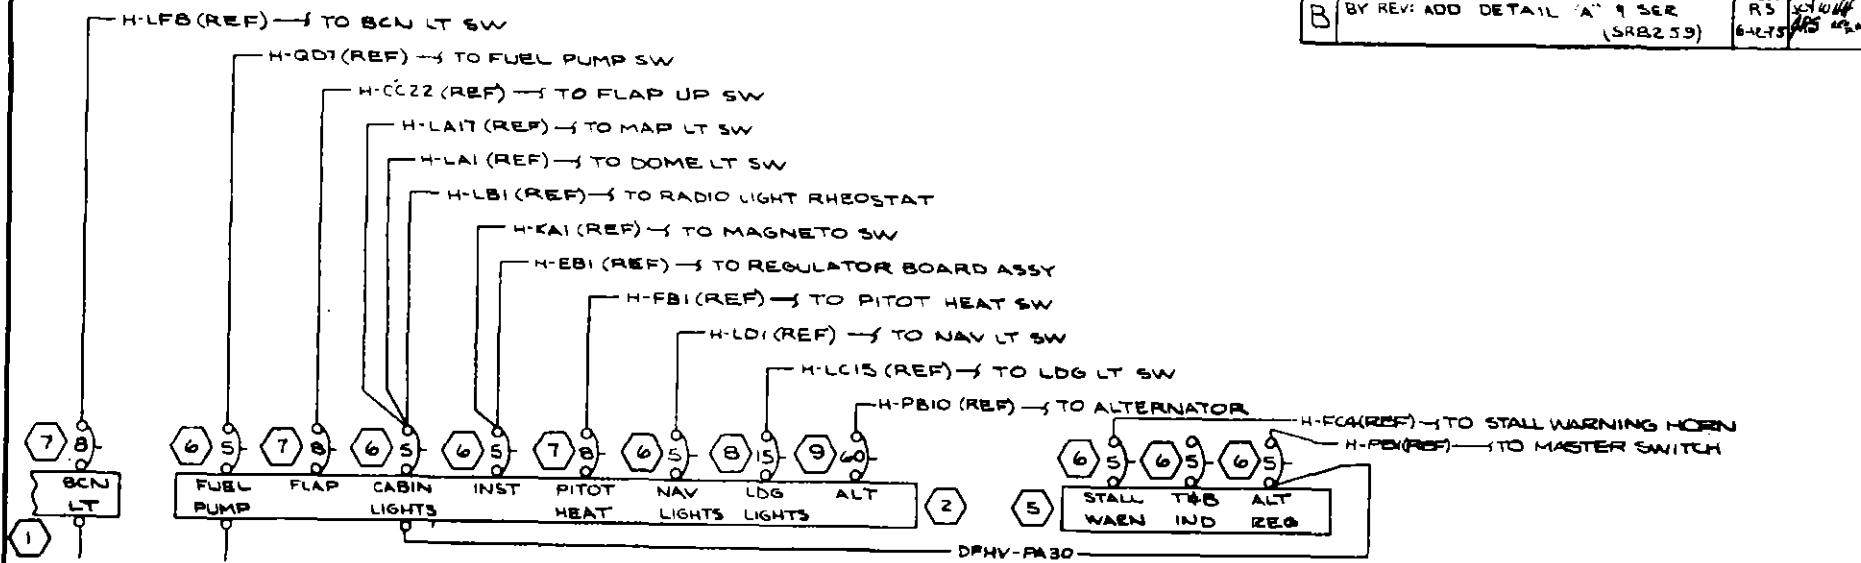 H-LFB (REF) TO BCN LT SW
B BY REV: ADD DETAIL "A" & SER RS
(SRB259) 6-12-75
H-QD7 (REF) TO FUEL PUMP SW
H-CC22 (REF) TO FLAP UP SW
H-LA17 (REF) TO MAP LT SW
H-LA1 (REF) TO DOME LT SW
H-LB1 (REF) TO RADIO LIGHT RHEOSTAT
H-KA1 (REF) TO MAGNETO SW
H-EB1 (REF) TO REGULATOR BOARD ASSY
H-FB1 (REF) TO PITOT HEAT SW
H-LD1 (REF) TO NAV LT SW
H-LC15 (REF) TO LDG LT SW
H-PB10 (REF) TO ALTERNATOR
H-FC4 (REF) TO STALL WARNING HORN
(REF) TO MASTER SWITCH
7 8 6 5 7 8 6 5 6 5 7 8 6 5 8 15 9 60 6 5 6 5 6 5
BCN LT
FUEL PUMP
FLAP
CABIN LIGHTS
INST
PITOT HEAT
NAV LIGHTS
LDG LIGHTS
ALT
2
5
STALL WARN
T&B IND
ALT REG
1
DFHV-PA30